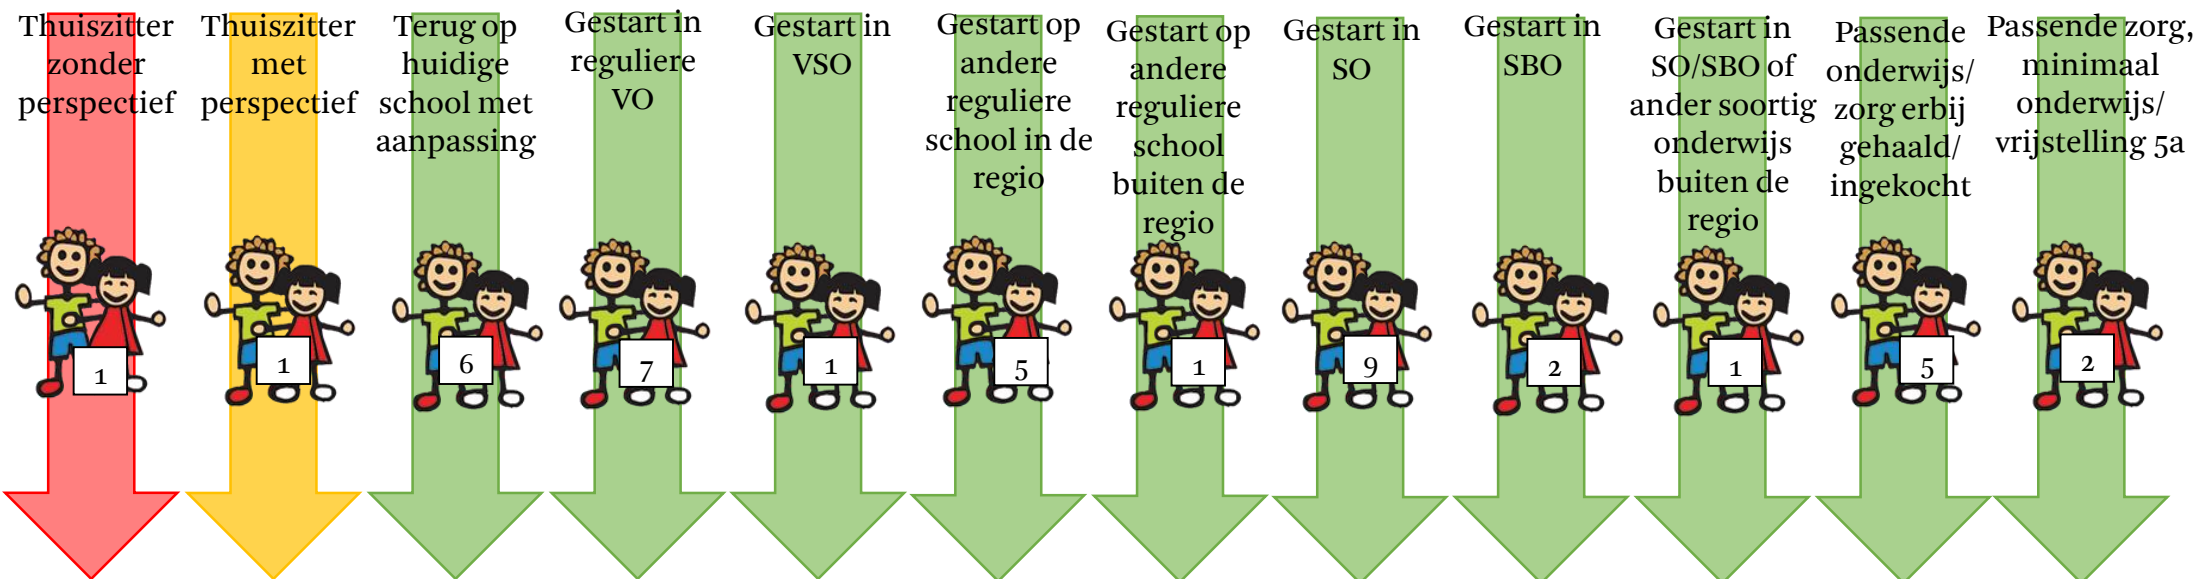 Thuiszitter
zonder
perspectief
1
Thuiszitter
met
perspectief
1
Terug op
huidige
school met
aanpassing
6
Gestart in
reguliere
VO
7
Gestart in
VSO
1
Gestart op
andere
reguliere
school in de
regio
5
Gestart op
andere
reguliere
school
buiten de
regio
1
Gestart in
SO
9
Gestart in
SBO
2
Gestart in
SO/SBO of
ander soortig
onderwijs
buiten de
regio
1
Passende
onderwijs/
zorg erbij
gehaald/
ingekocht
5
Passende zorg,
minimaal
onderwijs/
vrijstelling 5a
2